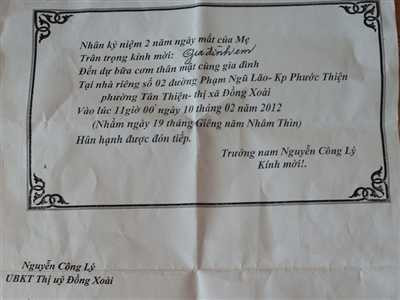 Nhân kỷ niệm 2 năm ngày mất của Mẹ
Trân trọng kính mời: Gia đình em
Đến dự bữa cơm thân mật cùng gia đình
Tại nhà riêng số 02 đường Phạm Ngũ Lão- Kp Phước Thiện
phường Tân Thiện- thị xã Đồng Xoài
Vào lúc 11giờ 00 ngày 10 tháng 02 năm 2012
(Nhằm ngày 19 tháng Giêng năm Nhâm Thìn)
Hân hạnh được đón tiếp.
Trưởng nam Nguyễn Công Lý
Kính mời!.
Nguyễn Công Lý
UBKT Thị uỷ Đồng Xoài